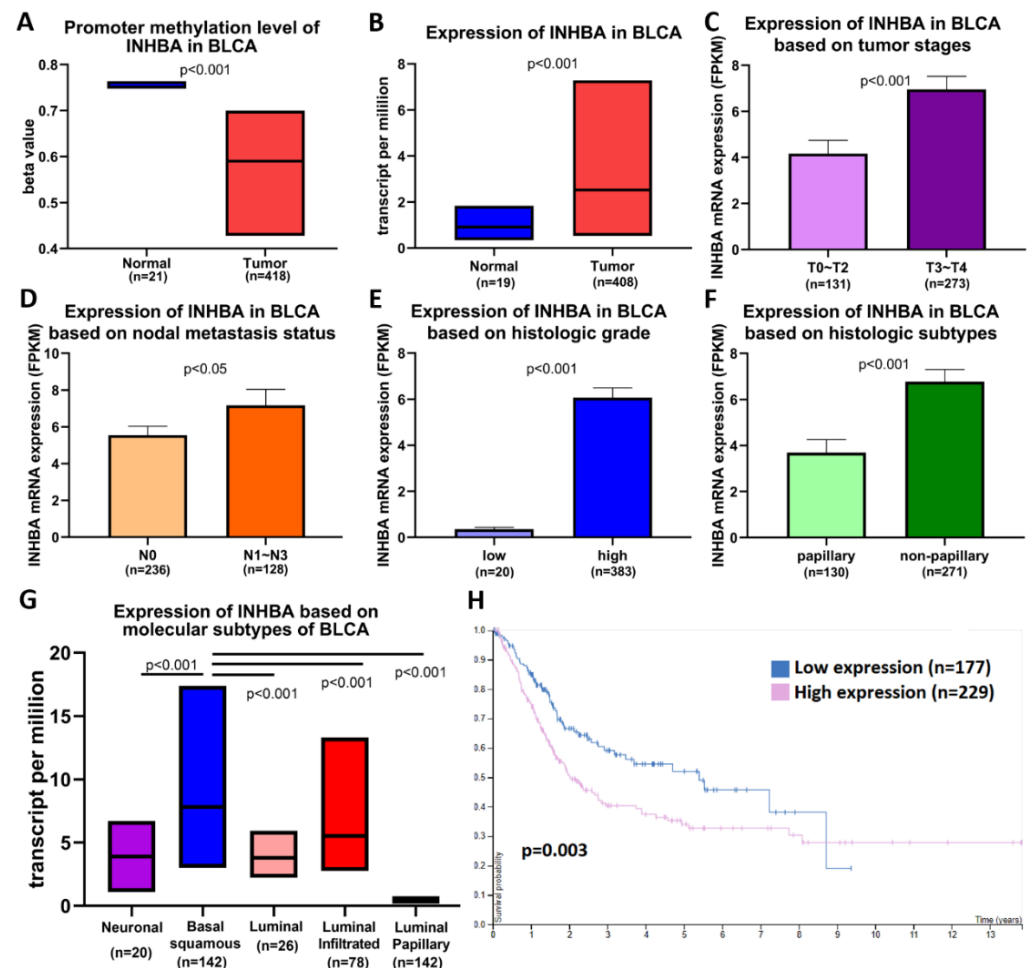 A
Promoter methylation level of
INHBA in BLCA
p<0.001
beta value
0.8
0.7
0.6
0.5
0.4
Normal
(n=21)
Tumor
(n=418)
B
Expression of INHBA in BLCA
p<0.001
transcript per mililion
8
6
4
2
0
Normal
(n=19)
Tumor
(n=408)
C
Expression of INHBA in BLCA
based on tumor stages
p<0.001
INHBA mRNA expression (FPKM)
8
6
4
2
0
T0~T2
(n=131)
T3~T4
(n=273)
D
Expression of INHBA in BLCA
based on nodal metastasis status
p<0.05
INHBA mRNA expression (FPKM)
10
8
6
4
2
0
N0
(n=236)
N1~N3
(n=128)
E
Expression of INHBA in BLCA
based on histologic grade
p<0.001
INHBA mRNA expression (FPKM)
8
6
4
2
0
low
(n=20)
high
(n=383)
F
Expression of INHBA in BLCA
based on histologic subtypes
p<0.001
INHBA mRNA expression (FPKM)
8
6
4
2
0
papillary
(n=130)
non-papillary
(n=271)
G
Expression of INHBA based on
molecular subtypes of BLCA
p<0.001
p<0.001
p<0.001
p<0.001
transcript per mililion
20
15
10
5
0
Neuronal
(n=20)
Basal
squamous
(n=142)
Luminal
(n=26)
Luminal
Infiltrated
(n=78)
Luminal
Papillary
(n=142)
H
Low expression (n=177)
High expression (n=229)
p=0.003
Survival probability
1.0
0.9
0.8
0.7
0.6
0.5
0.4
0.3
0.2
0.1
0.0
Time (years)
0 1 2 3 4 5 6 7 8 9 10 11 12 13